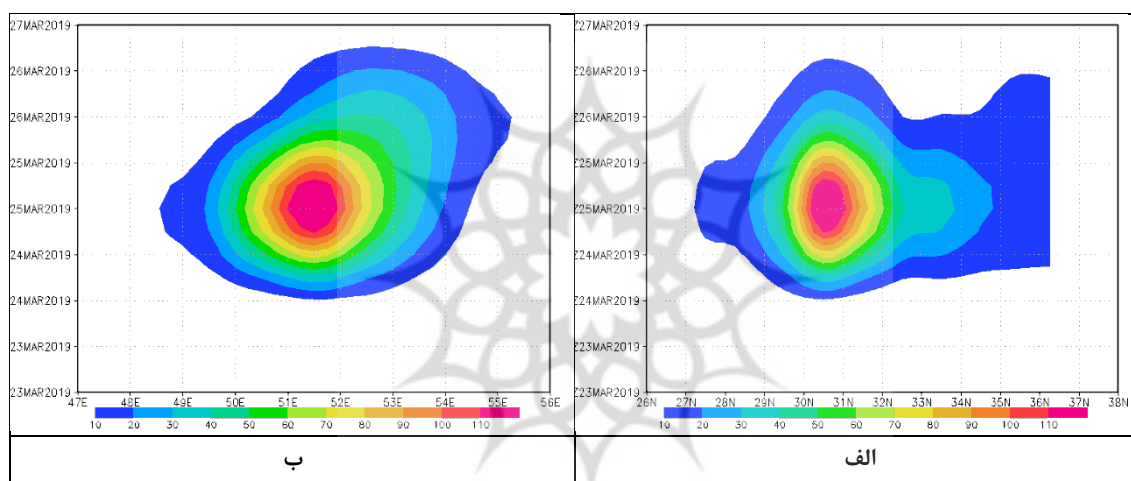 27MAR2019
26MAR2019
26MAR2019
25MAR2019
25MAR2019
24MAR2019
24MAR2019
23MAR2019
23MAR2019
47E 48E 49E 50E 51E 52E 53E 54E 55E 56E
10 20 30 40 50 60 70 80 90 100 110
ب
Z27MAR2019
Z26MAR2019
Z26MAR2019
Z25MAR2019
Z25MAR2019
Z24MAR2019
Z24MAR2019
Z23MAR2019
Z23MAR2019
26N 27N 28N 29N 30N 31N 32N 33N 34N 35N 36N 37N 38N
10 20 30 40 50 60 70 80 90 100 110
الف